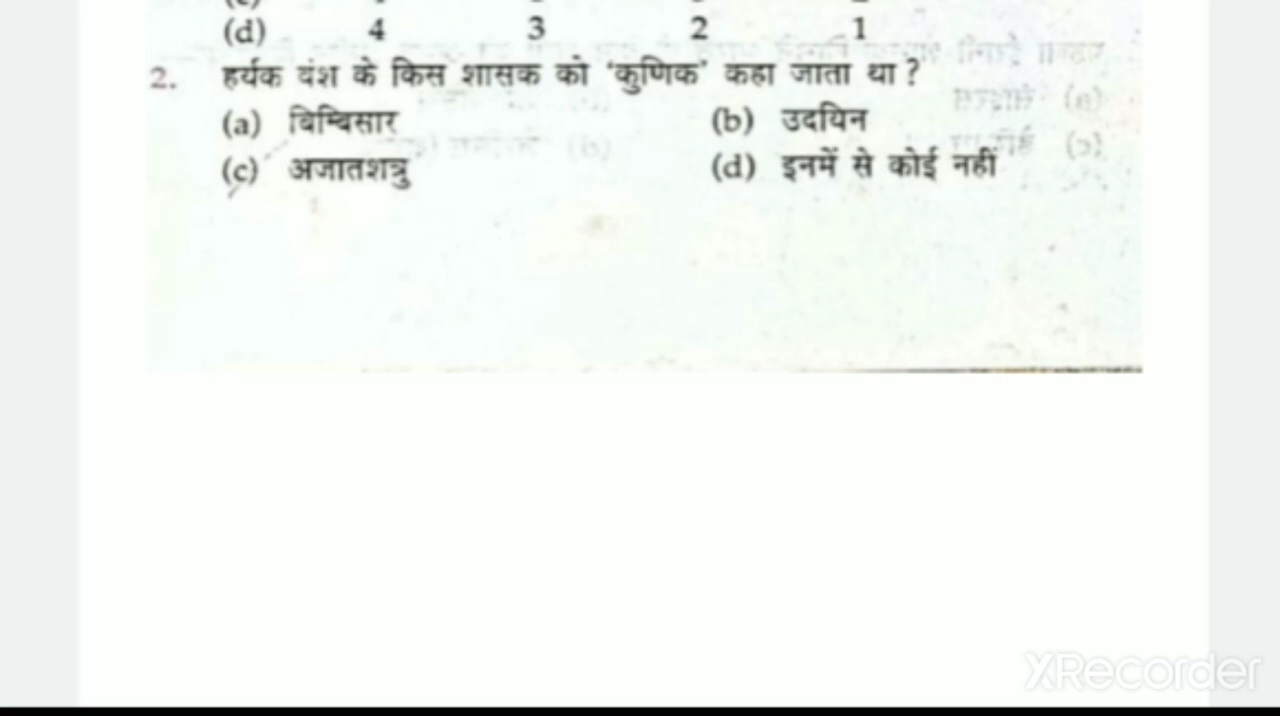 (d) 4 3 2 1
2. हर्यक वंश के किस शासक को 'कुणिक' कहा जाता था ?
(a) बिम्बिसार (b) उदयिन
(c) अजातशत्रु (d) इनमें से कोई नहीं
XRecorder